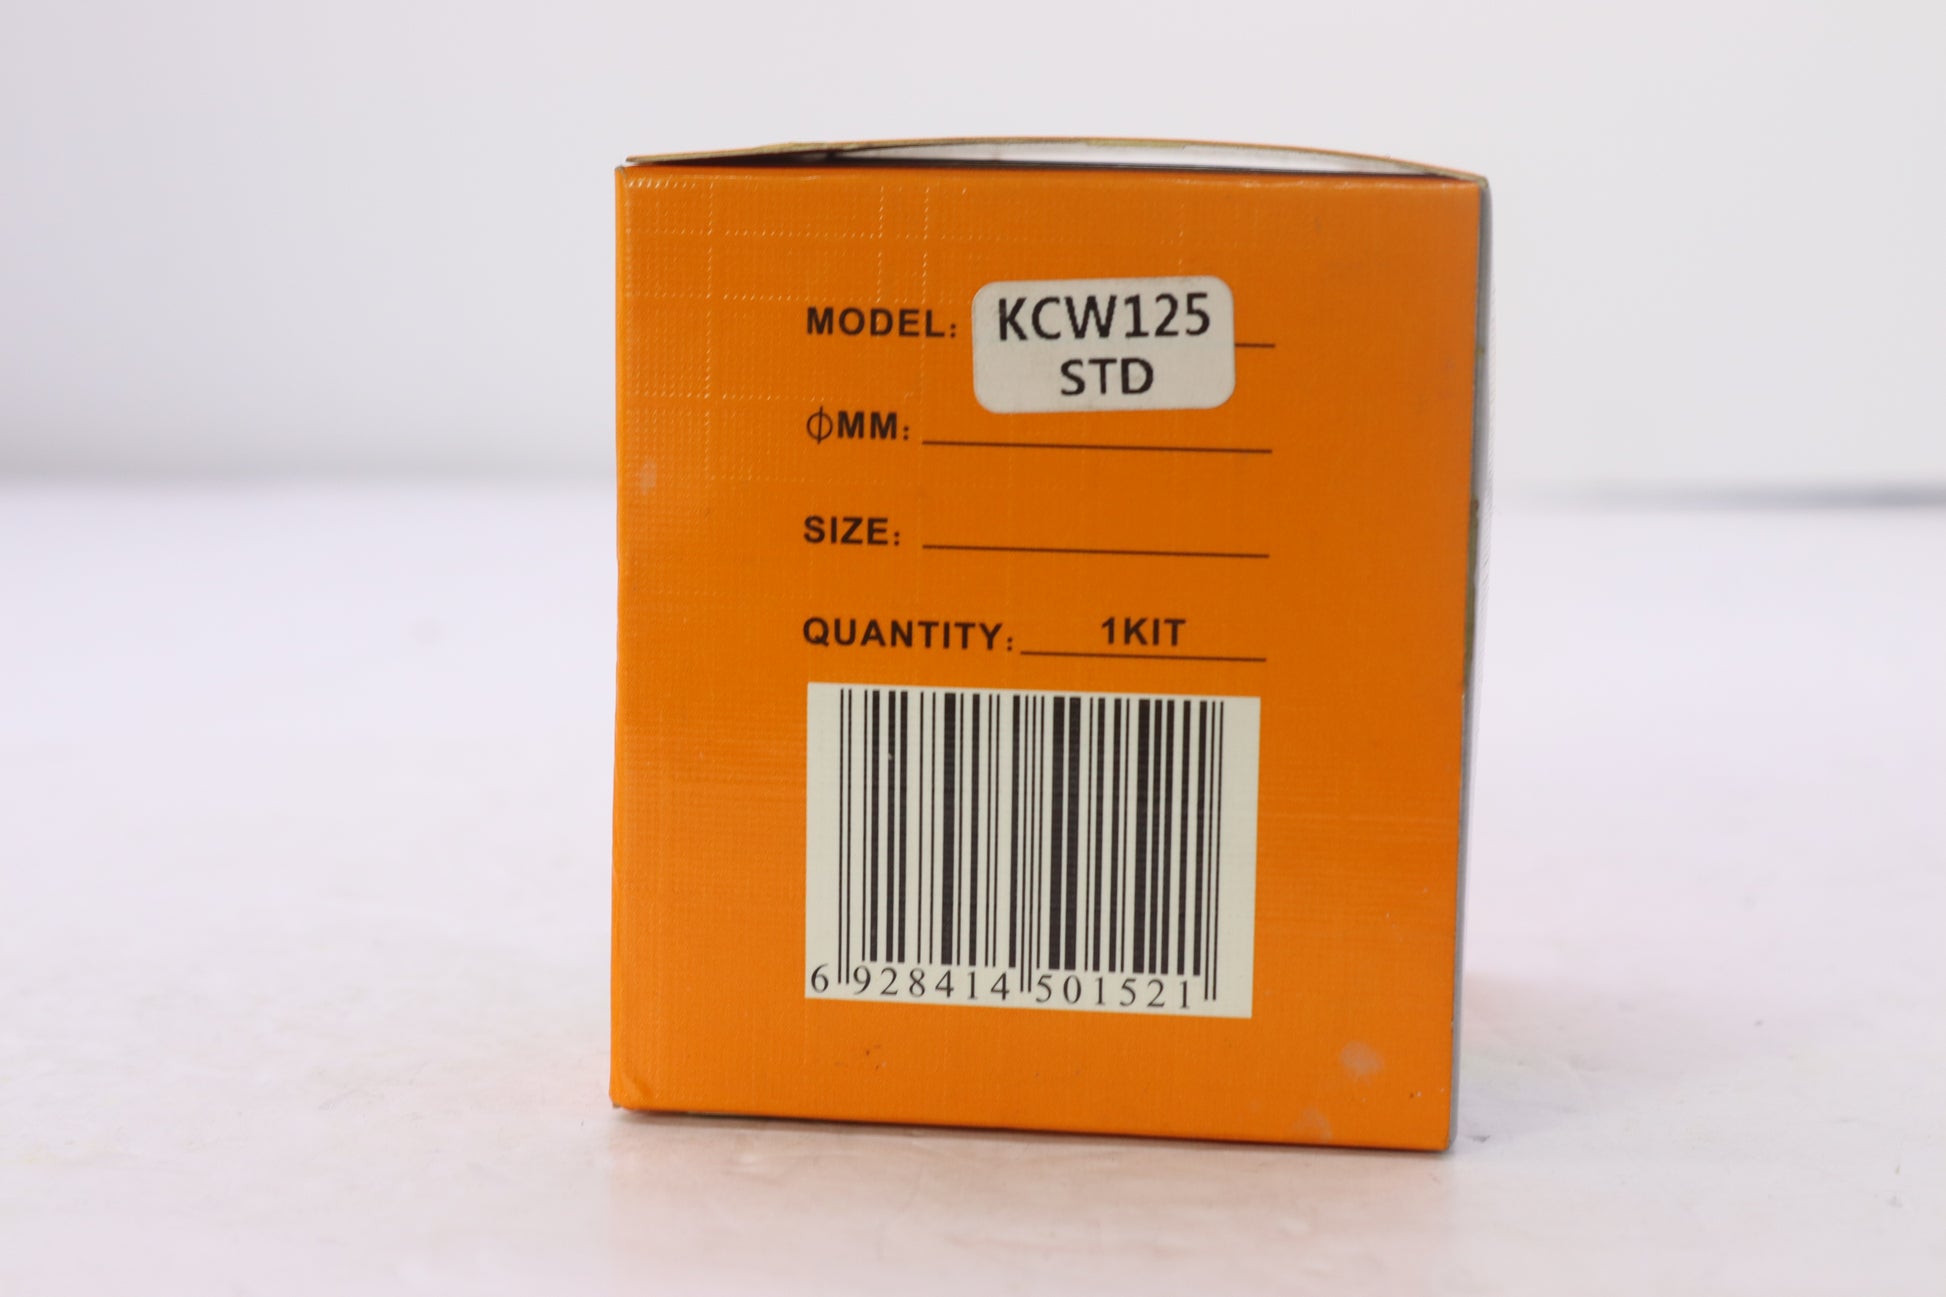 MODEL: KCW125
STD
ΦMM:
SIZE:
QUANTITY: 1KIT
6 928414 501521